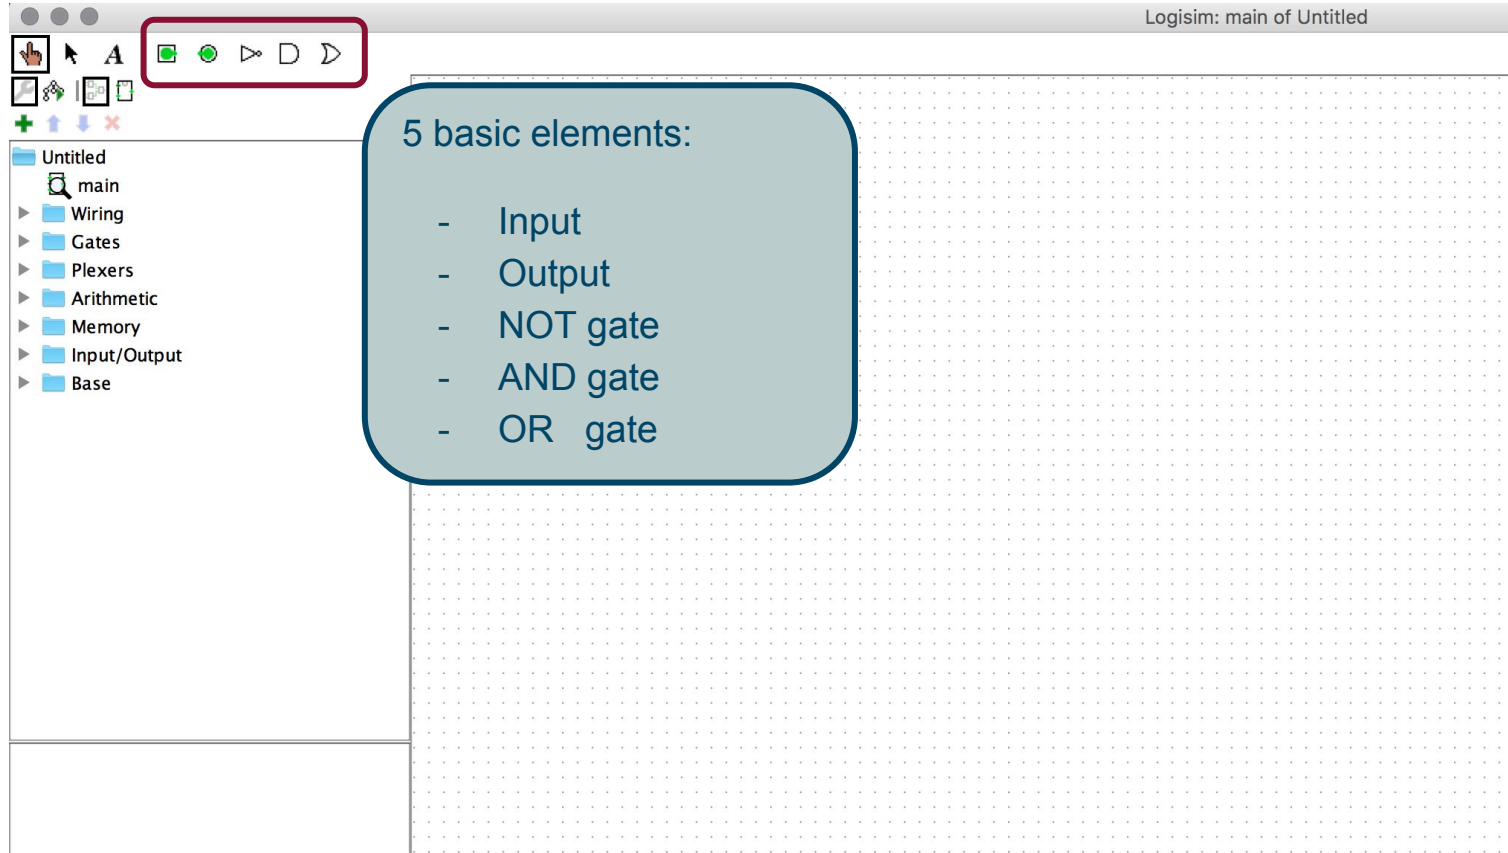 Logisim: main of Untitled
A
5 basic elements:
- Input
- Output
- NOT gate
- AND gate
- OR gate
Untitled
main
Wiring
Gates
Plexers
Arithmetic
Memory
Input/Output
Base